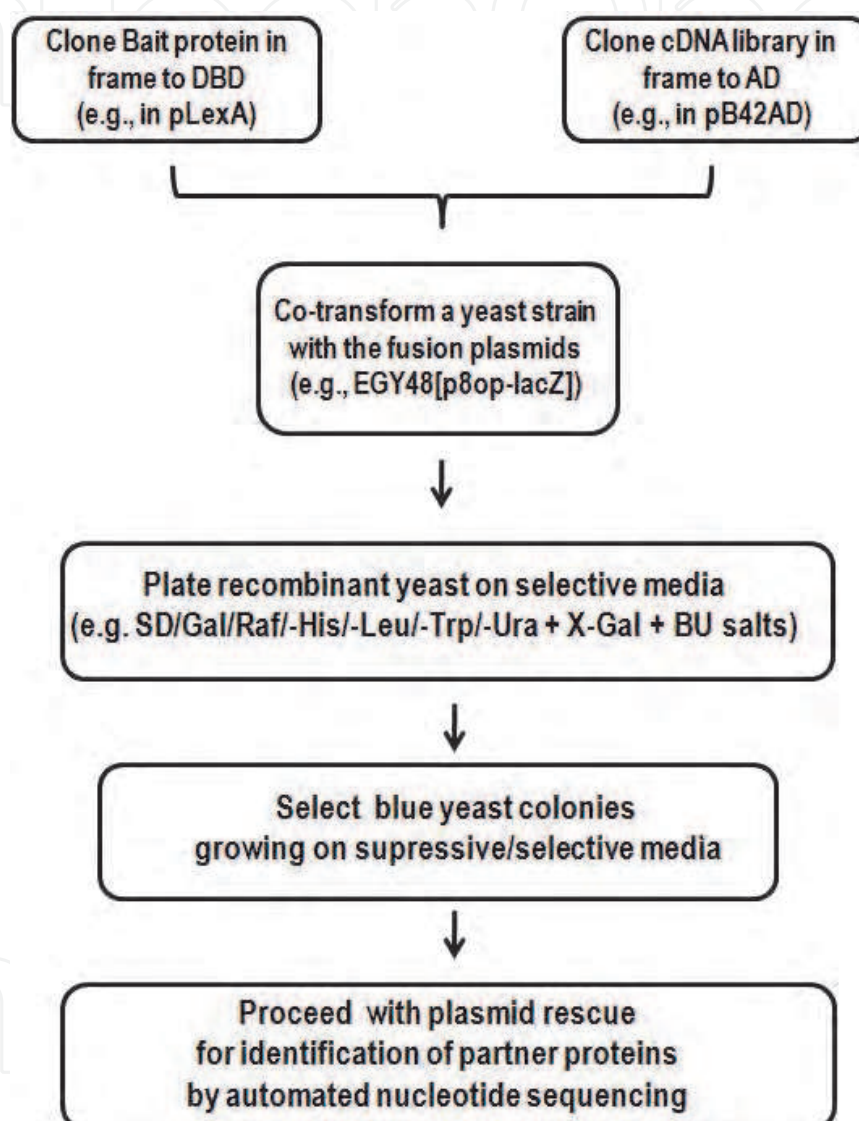 Clone Bait protein in
frame to DBD
(e.g., in pLexA)
Clone cDNA library in
frame to AD
(e.g., in pB42AD)
Co-transform a yeast strain
with the fusion plasmids
(e.g., EGY48[p8op-lacZ])
Plate recombinant yeast on selective media
(e.g. SD/Gal/Raf/-His/-Leu/-Trp/-Ura + X-Gal + BU salts)
Select blue yeast colonies
growing on supressive/selective media
Proceed with plasmid rescue
for identification of partner proteins
by automated nucleotide sequencing